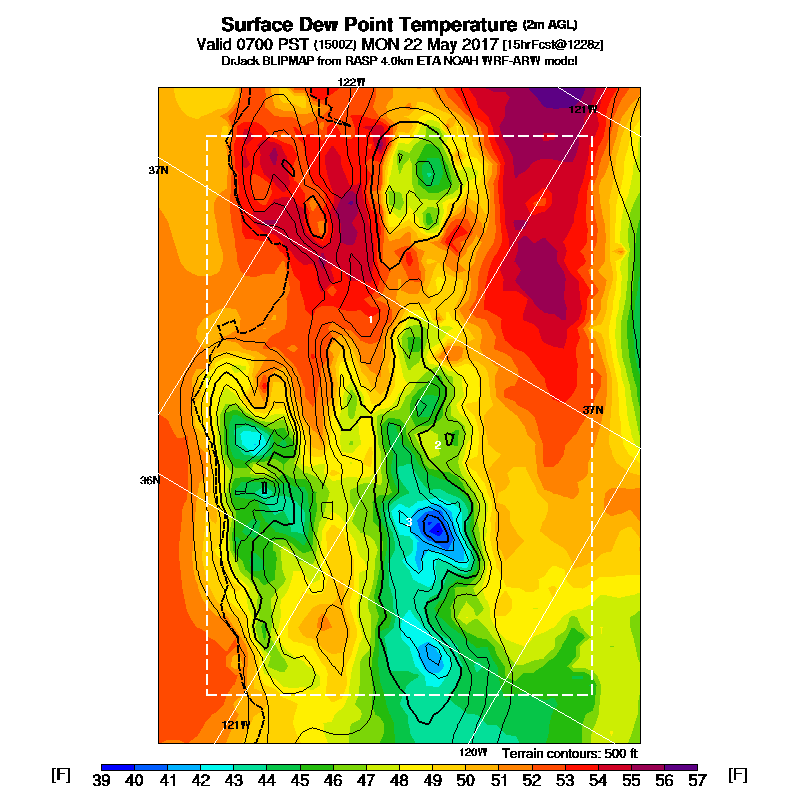 Surface Dew Point Temperature (2m AGL)
Valid 0700 PST (1500Z) MON 22 May 2017 [15hrFcst@1228z]
DrJack BLIPMAP from RASP 4.0km ETA NOAH WRF-ARW model
122W
121W
37N
1
37N
2
36N
3
121W
120W
Terrain contours: 500 ft
[F] 39 40 41 42 43 44 45 46 47 48 49 50 51 52 53 54 55 56 57 [F]